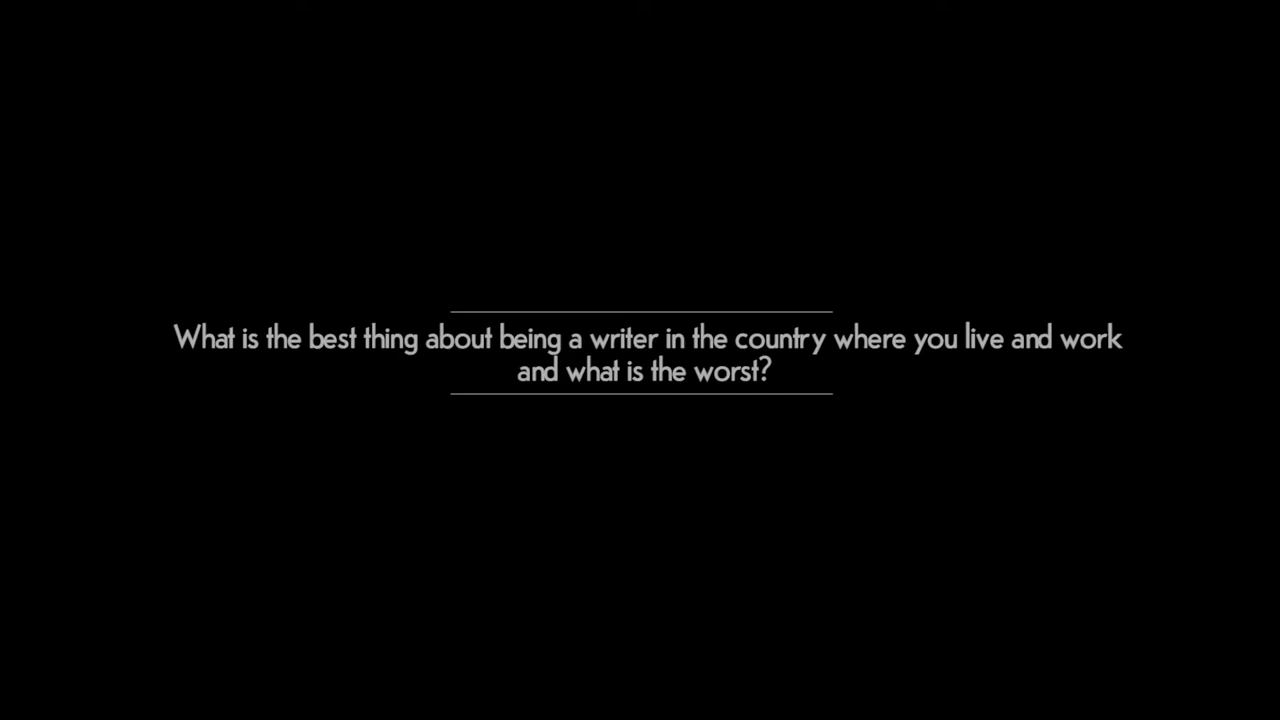 What is the best thing about being a writer in the country where you live and work
and what is the worst?